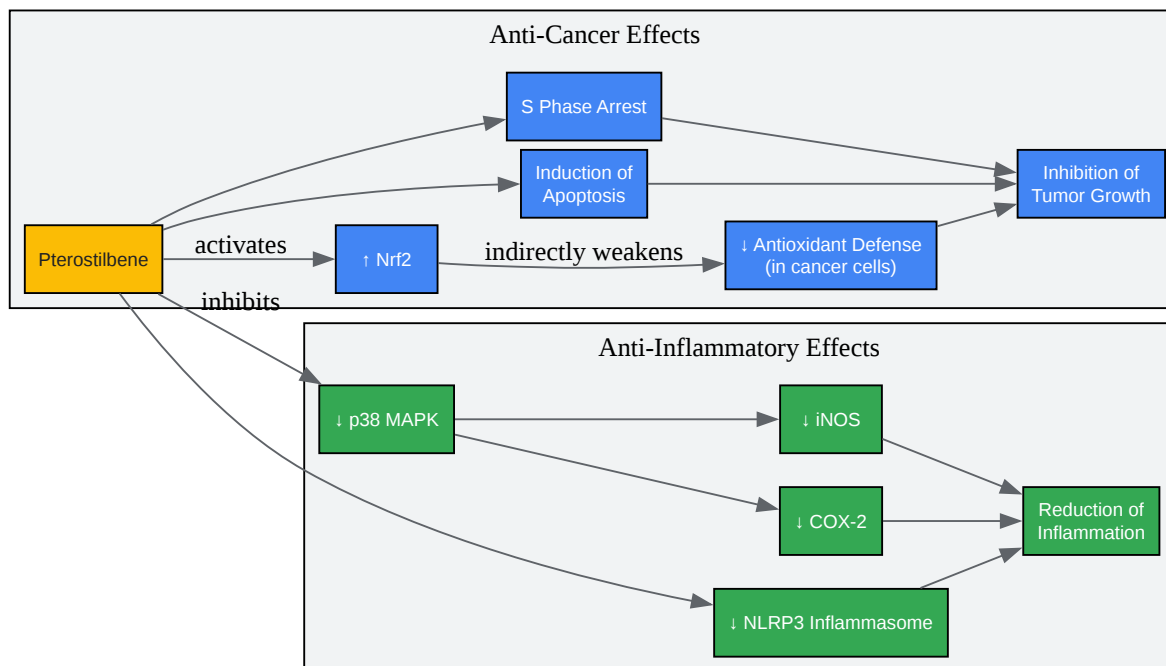 Anti-Cancer Effects
S Phase Arrest
Induction of
Apoptosis
Inhibition of
Tumor Growth
Pterostilbene
activates
↑ Nrf2
indirectly weakens
↓ Antioxidant Defense
(in cancer cells)
inhibits
Anti-Inflammatory Effects
↓ p38 MAPK
↓ iNOS
↓ COX-2
Reduction of
Inflammation
↓ NLRP3 Inflammasome